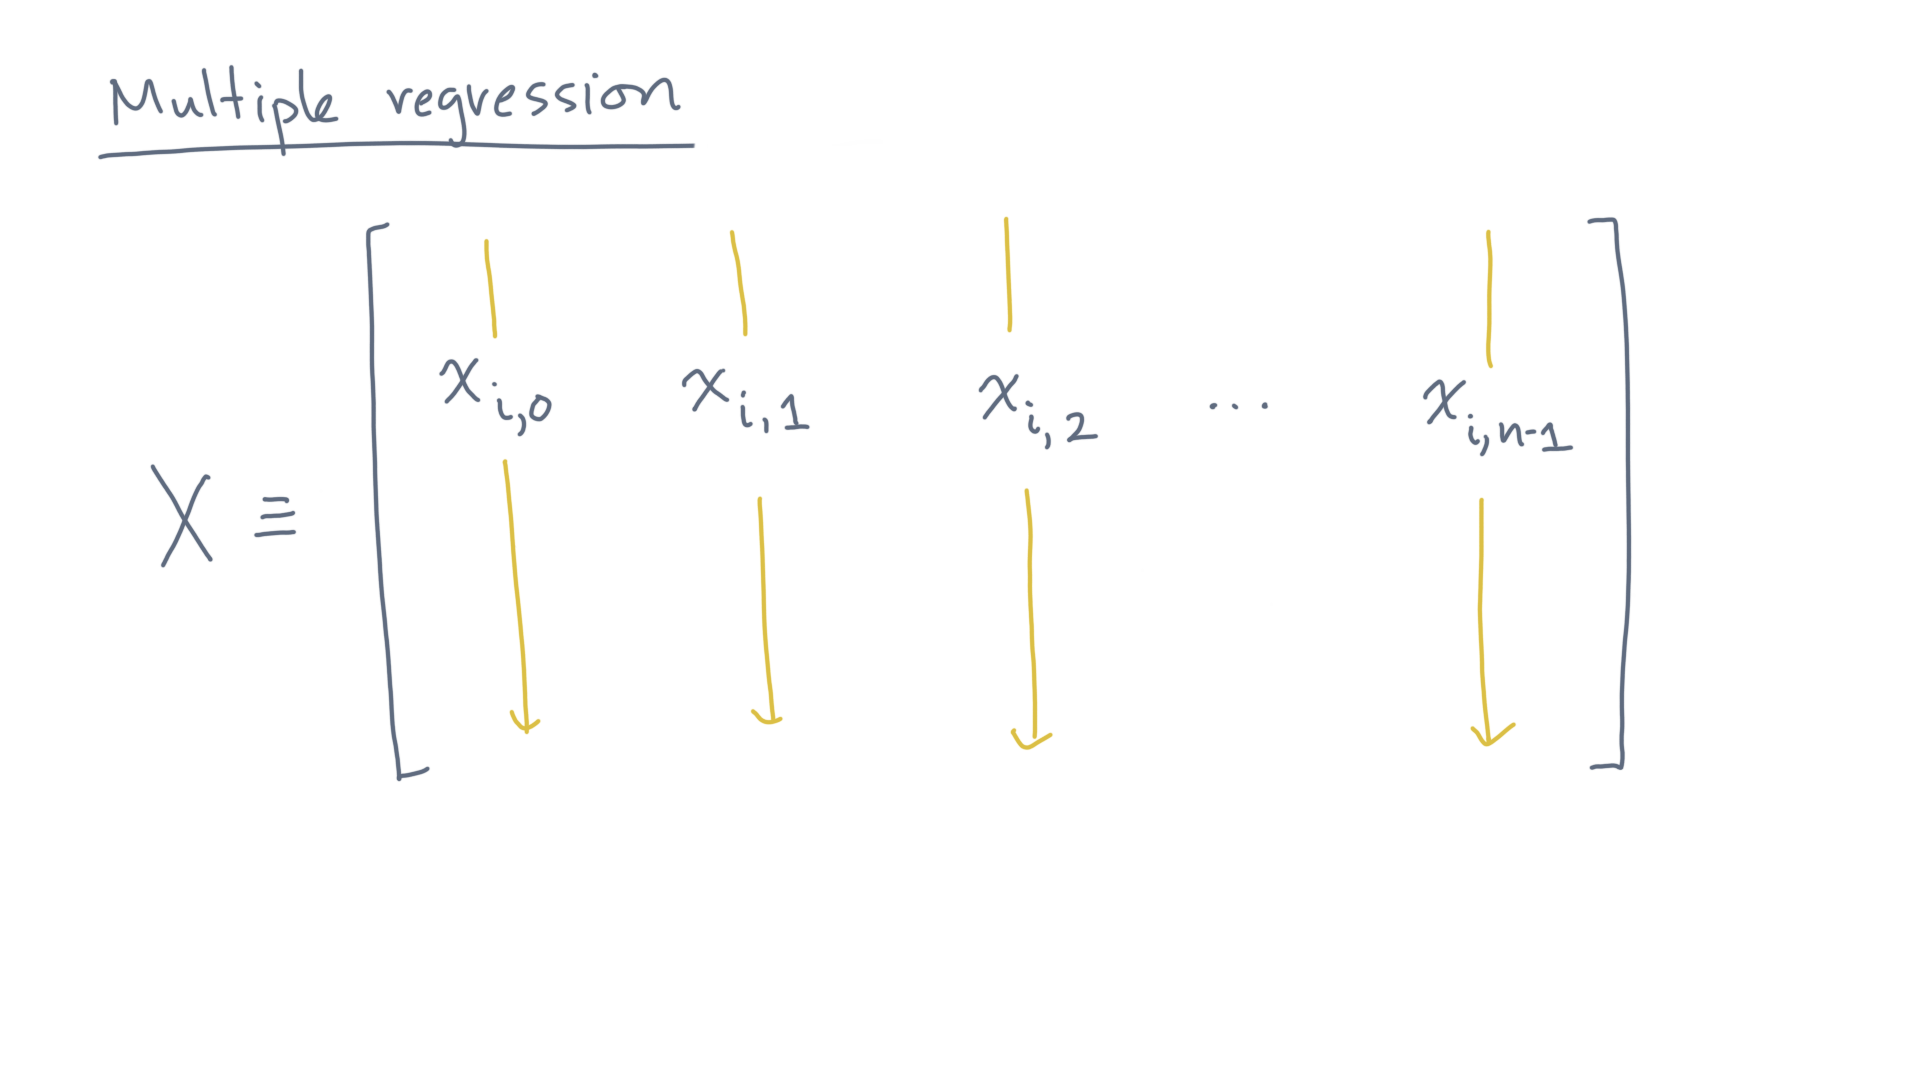 Multiple regression
X ≡ [ x_{i,0} x_{i,1} x_{i,2} ... x_{i,n-1} ]